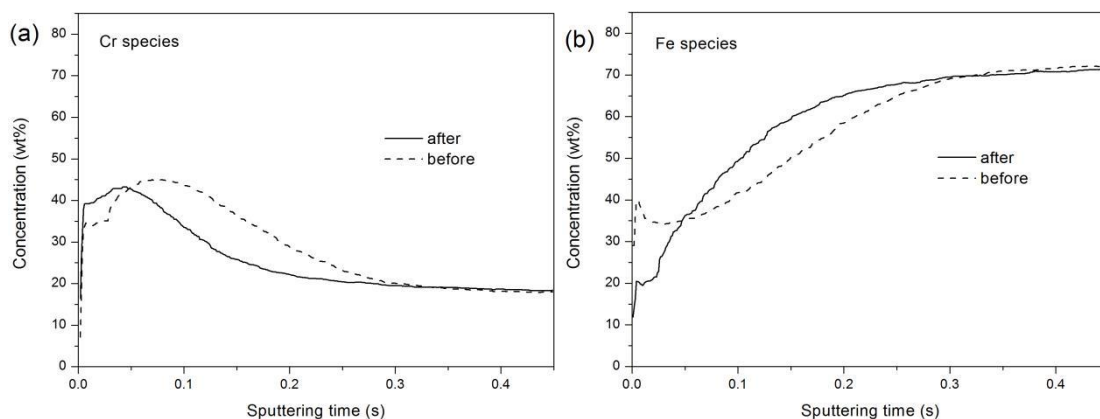 (a)
Cr species
after
before
Concentration (wt%)
80
70
60
50
40
30
20
10
0
0.0 0.1 0.2 0.3 0.4
Sputtering time (s)
(b)
Fe species
after
before
Concentration (wt%)
80
70
60
50
40
30
20
10
0
0.0 0.1 0.2 0.3 0.4
Sputtering time (s)